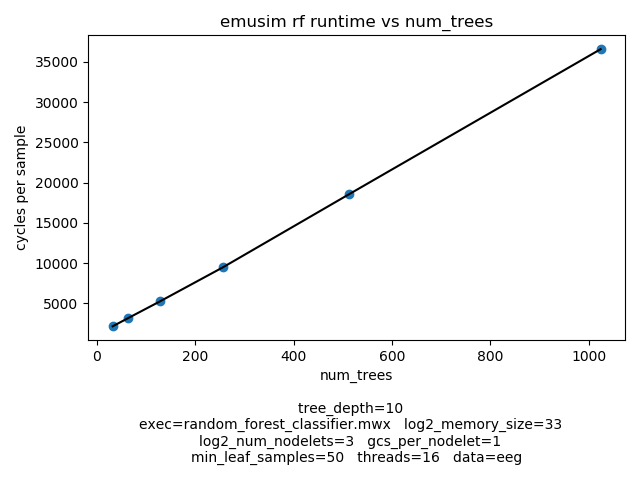 emusim rf runtime vs num_trees
cycles per sample
35000
30000
25000
20000
15000
10000
5000
0
200
400
600
800
1000
num_trees
tree_depth=10
exec=random_forest_classifier.mwx   log2_memory_size=33
log2_num_nodelets=3   gcs_per_nodelet=1
min_leaf_samples=50   threads=16   data=eeg